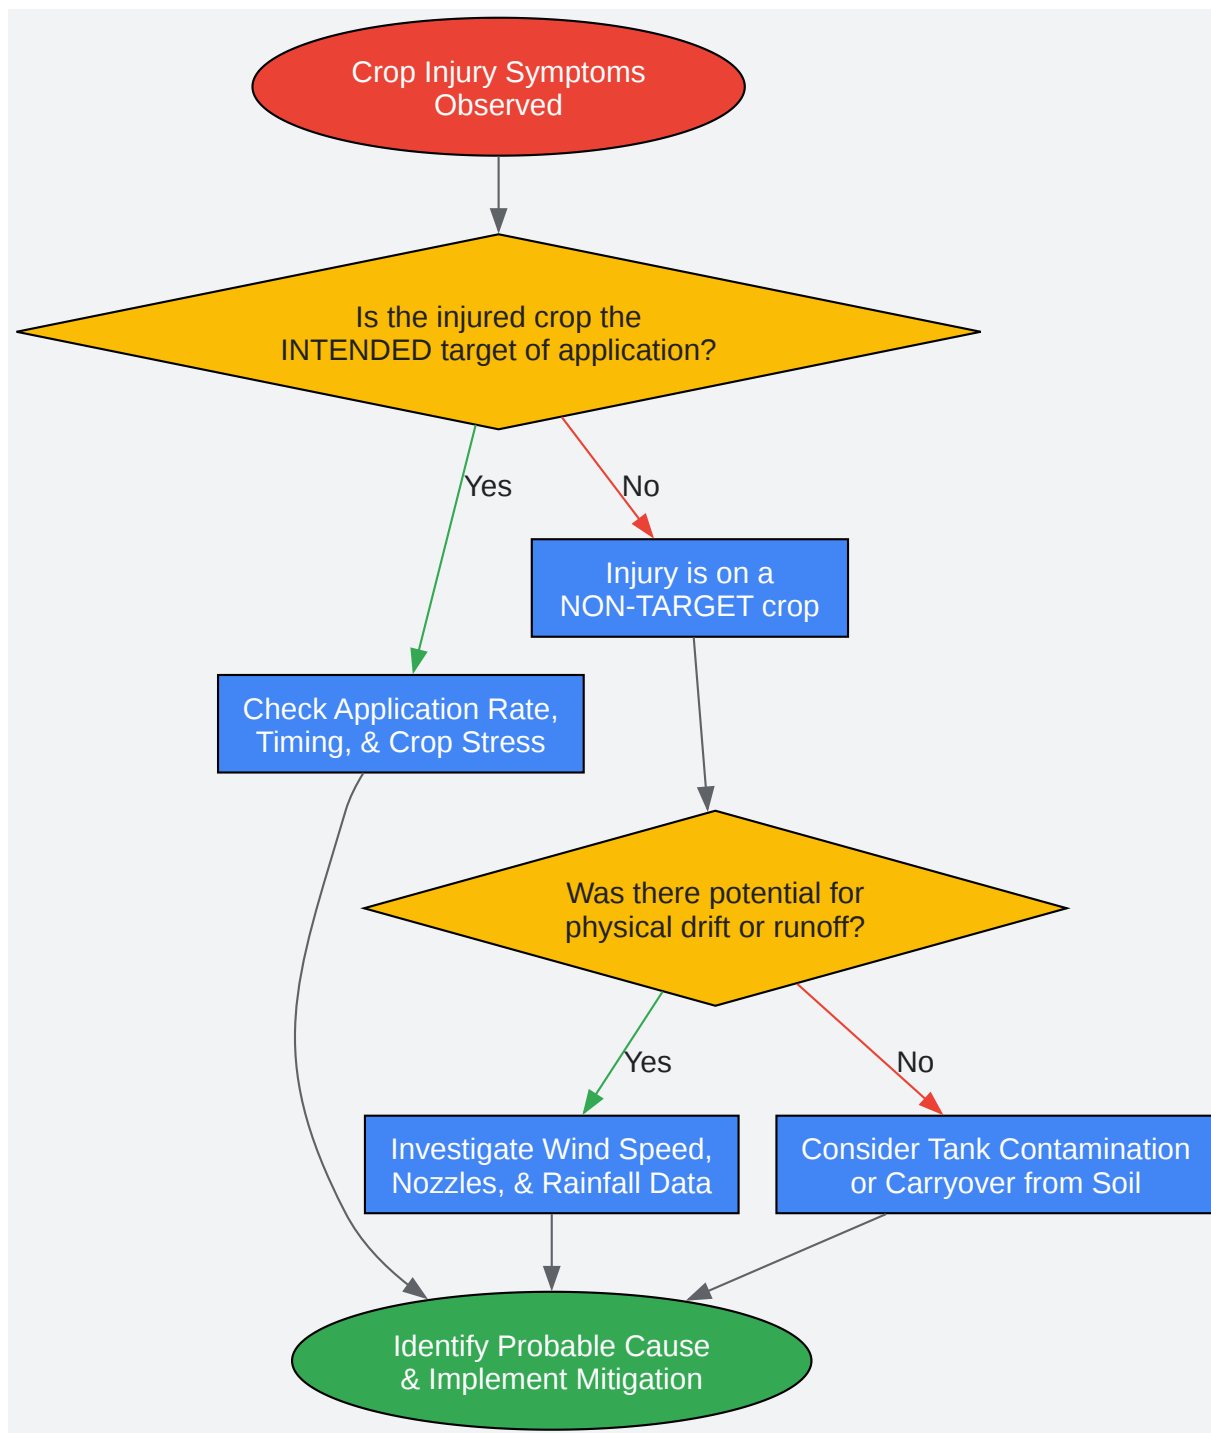 Crop Injury Symptoms
Observed
Is the injured crop the
INTENDED target of application?
Yes
No
Injury is on a
NON-TARGET crop
Check Application Rate,
Timing, & Crop Stress
Was there potential for
physical drift or runoff?
Yes
No
Investigate Wind Speed,
Nozzles, & Rainfall Data
Consider Tank Contamination
or Carryover from Soil
Identify Probable Cause
& Implement Mitigation